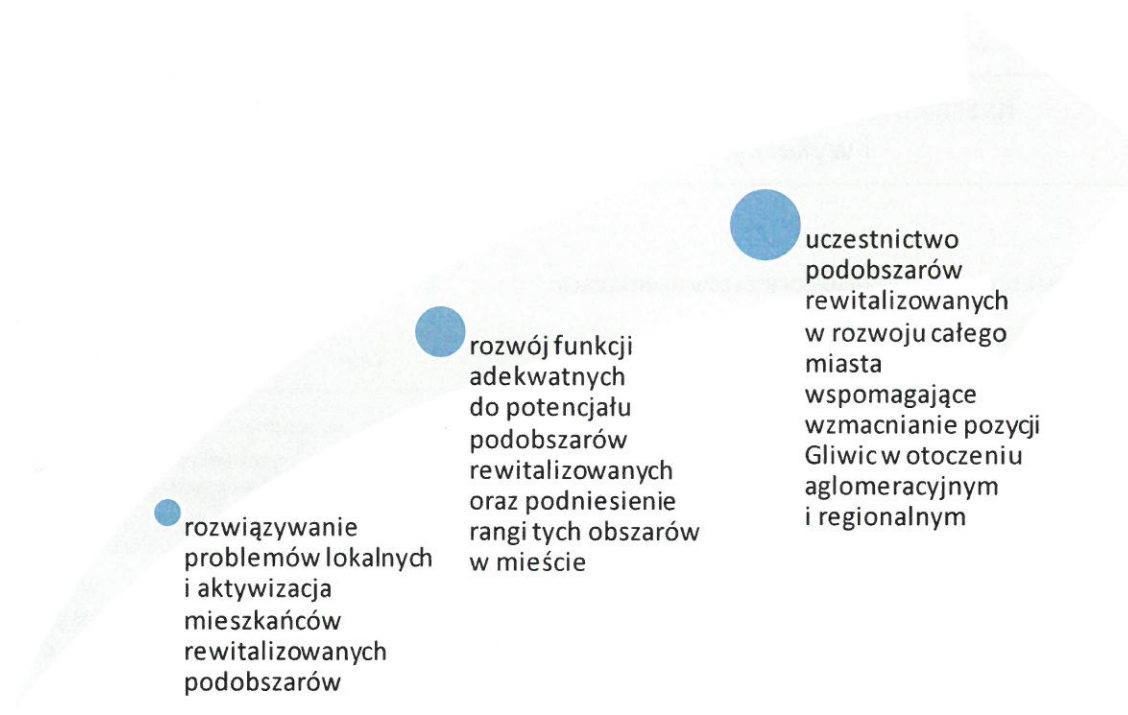 rozwiązywanie
problemów lokalnych
i aktywizacja
mieszkańców
rewitalizowanych
podobszarów
rozwój funkcji
adekwatnych
do potencjału
podobszarów
rewitalizowanych
oraz podniesienie
rangi tych obszarów
w mieście
uczestnictwo
podobszarów
rewitalizowanych
w rozwoju całego
miasta
wspomagające
wzmacnianie pozycji
Gliwic w otoczeniu
aglomeracyjnym
i regionalnym